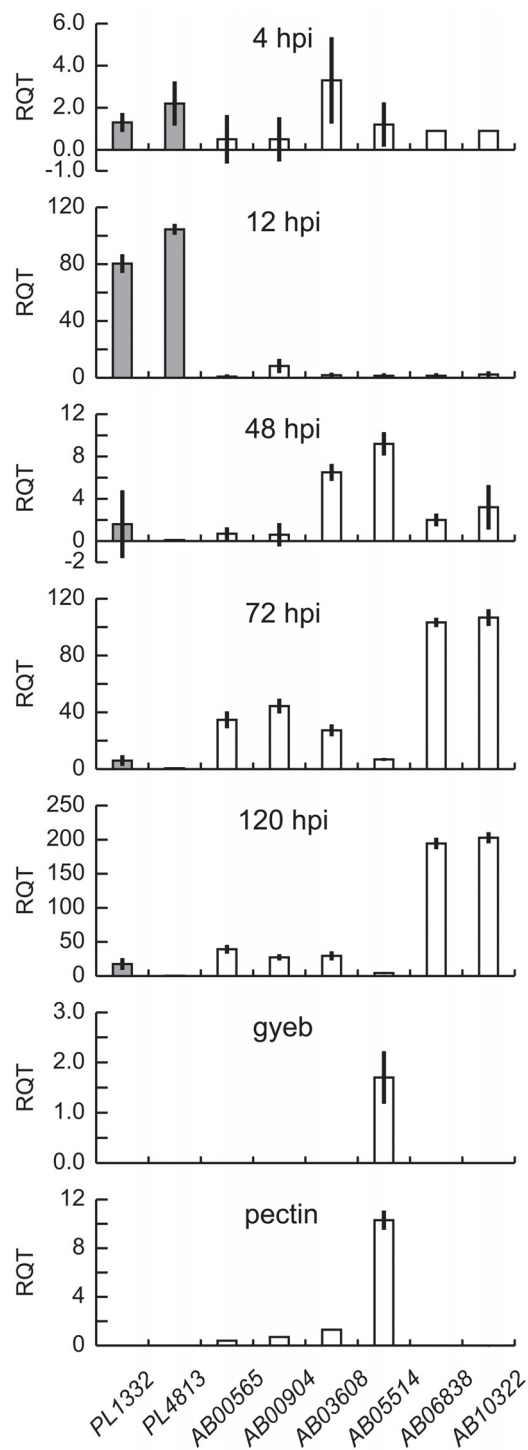 4 hpi
RQT
6.0
4.0
2.0
0.0
-1.0
12 hpi
RQT
120
80
40
0
48 hpi
RQT
12
8
4
0
-2
72 hpi
RQT
120
80
40
0
120 hpi
RQT
250
200
150
100
50
0
gyeb
RQT
3.0
2.0
1.0
0.0
pectin
RQT
12
8
4
0
PL1332
PL4813
AB00565
AB00904
AB03608
AB05514
AB06838
AB10322